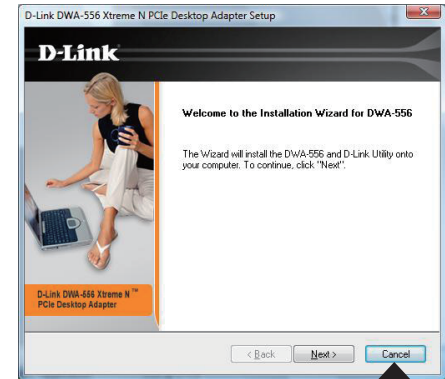 D-Link DWA-556 Xtreme N PCIe Desktop Adapter Setup
D-Link
Welcome to the Installation Wizard for DWA-556
The Wizard will install the DWA-556 and D-Link Utility onto
your computer. To continue, click "Next".
D-Link DWA-556 Xtreme N™
PCIe Desktop Adapter
< Back
Next >
Cancel